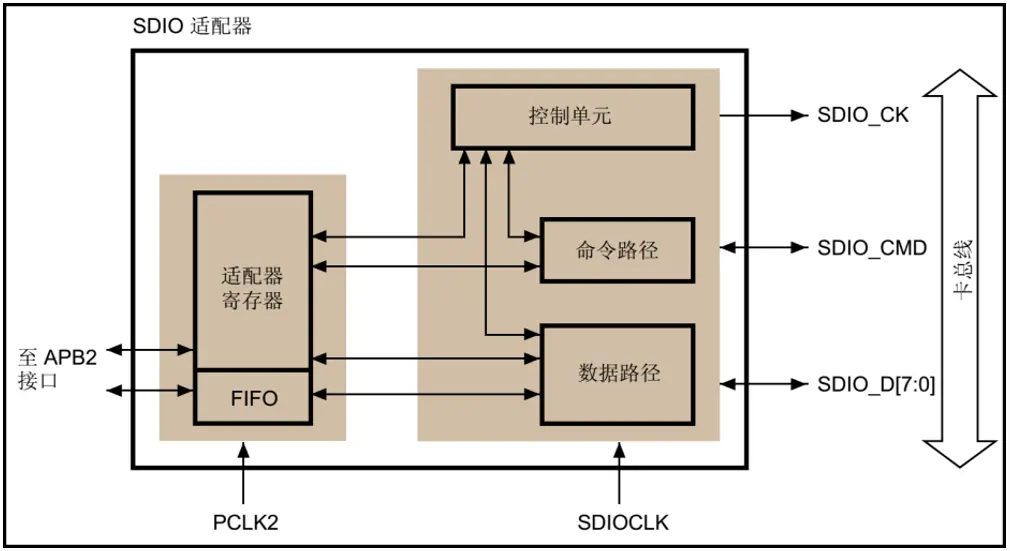 SDIO 适配器
控制单元
SDIO_CK
命令路径
SDIO_CMD
适配器
寄存器
至 APB2
接口
FIFO
数据路径
SDIO_D[7:0]
卡总线
PCLK2
SDIOCLK